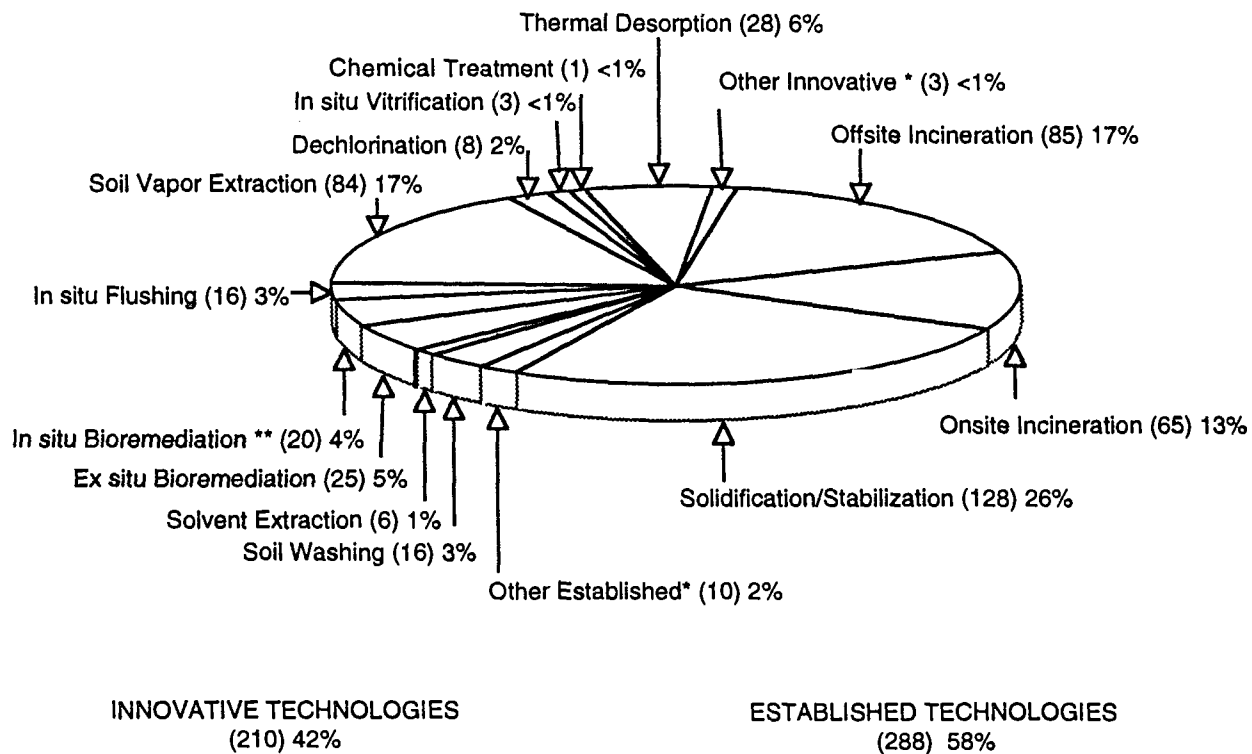 Thermal Desorption (28) 6%
Chemical Treatment (1) <1%
Other Innovative * (3) <1%
In situ Vitrification (3) <1%
Offsite Incineration (85) 17%
Dechlorination (8) 2%
Soil Vapor Extraction (84) 17%
In situ Flushing (16) 3%
Onsite Incineration (65) 13%
In situ Bioremediation ** (20) 4%
Ex situ Bioremediation (25) 5%
Solidification/Stabilization (128) 26%
Solvent Extraction (6) 1%
Soil Washing (16) 3%
Other Established* (10) 2%
INNOVATIVE TECHNOLOGIES
(210) 42%
ESTABLISHED TECHNOLOGIES
(288) 58%